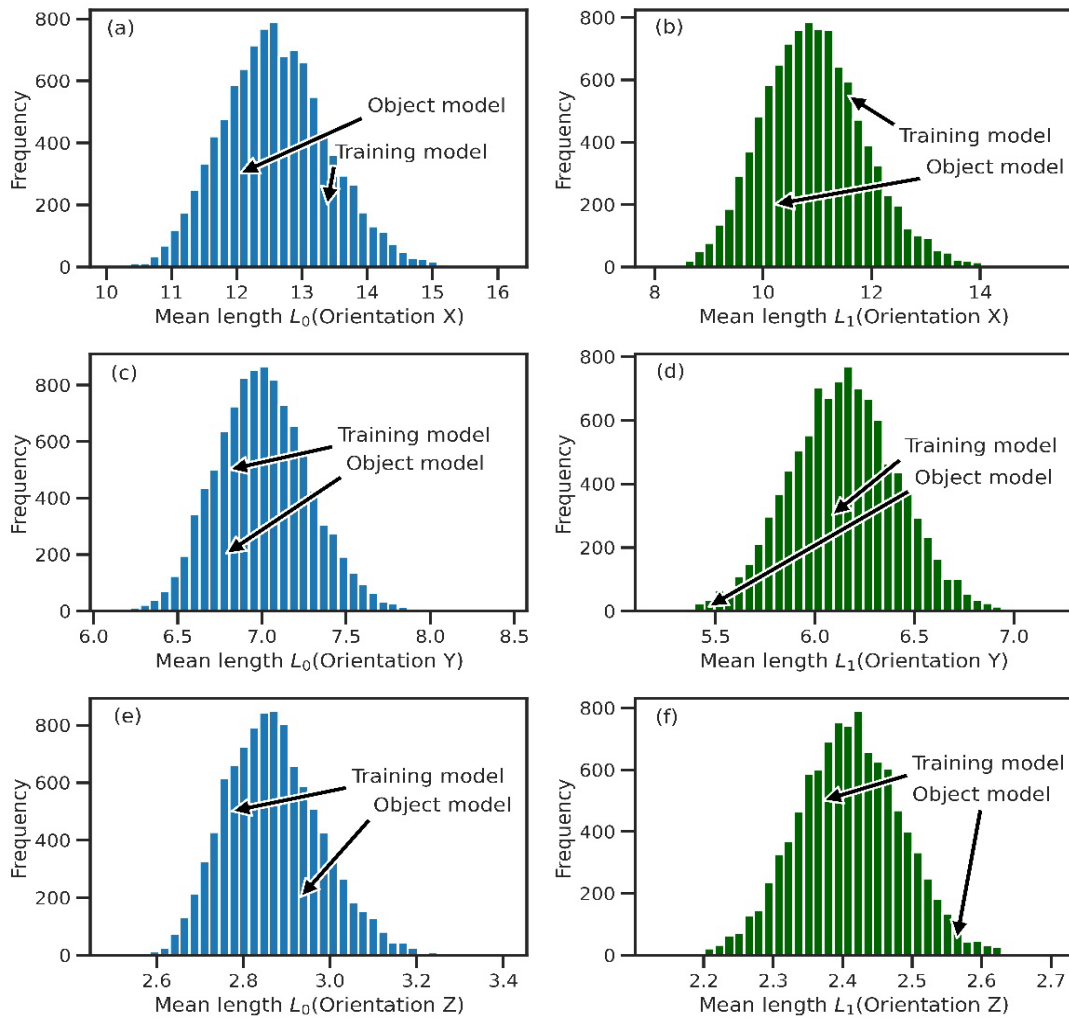 (a)
Object model
Training model
Frequency
800
600
400
200
0
10 11 12 13 14 15 16
Mean length L₀(Orientation X)
(b)
Training model
Object model
Frequency
800
600
400
200
0
8 10 12 14
Mean length L₁(Orientation X)
(c)
Training model
Object model
Frequency
800
600
400
200
0
6.0 6.5 7.0 7.5 8.0 8.5
Mean length L₀(Orientation Y)
(d)
Training model
Object model
Frequency
800
600
400
200
0
5.5 6.0 6.5 7.0
Mean length L₁(Orientation Y)
(e)
Training model
Object model
Frequency
800
600
400
200
0
2.6 2.8 3.0 3.2 3.4
Mean length L₀(Orientation Z)
(f)
Training model
Object model
Frequency
800
600
400
200
0
2.2 2.3 2.4 2.5 2.6 2.7
Mean length L₁(Orientation Z)